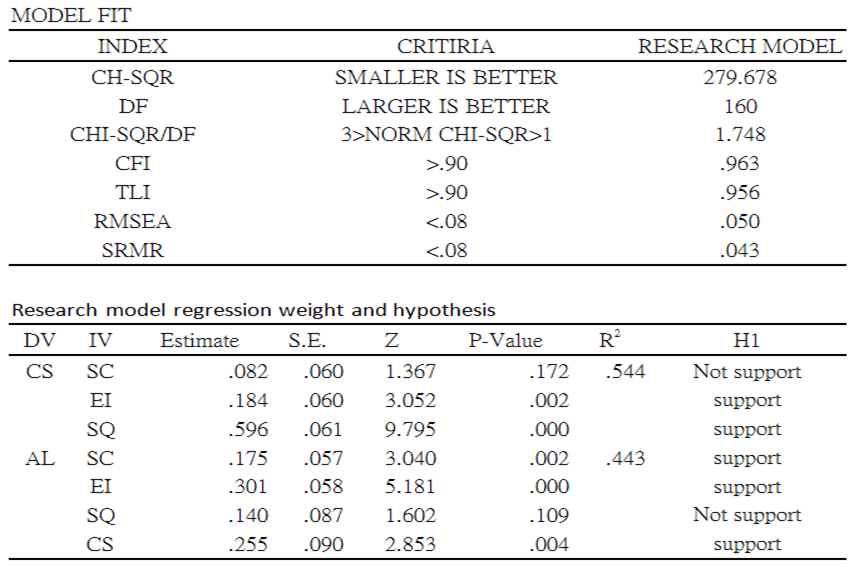 MODEL FIT
INDEX CRITIRIA RESEARCH MODEL
CH-SQR SMALLER IS BETTER 279.678
DF LARGER IS BETTER 160
CHI-SQR/DF 3>NORM CHI-SQR>1 1.748
CFI >.90 .963
TLI >.90 .956
RMSEA <.08 .050
SRMR <.08 .043
Research model regression weight and hypothesis
DV IV Estimate S.E. Z P-Value R² H1
CS SC .082 .060 1.367 .172 .544 Not support
EI .184 .060 3.052 .002 support
SQ .596 .061 9.795 .000 support
AL SC .175 .057 3.040 .002 .443 support
EI .301 .058 5.181 .000 support
SQ .140 .087 1.602 .109 Not support
CS .255 .090 2.853 .004 support